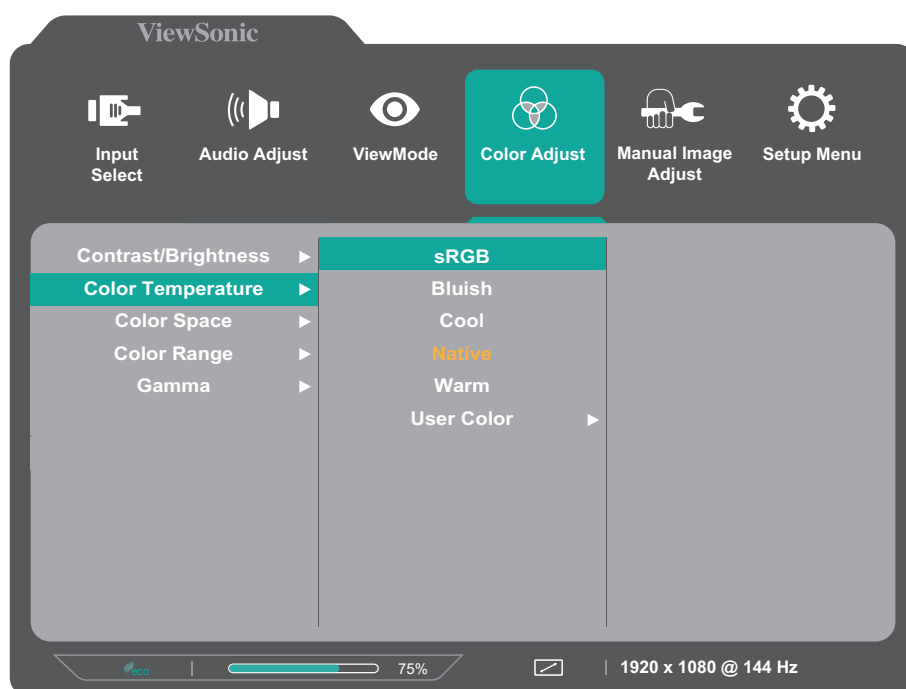 ViewSonic
Input
Select
Audio Adjust
ViewMode
Color Adjust
Manual Image
Adjust
Setup Menu
Contrast/Brightness
Color Temperature
Color Space
Color Range
Gamma
sRGB
Bluish
Cool
Native
Warm
User Color
eco
75%
1920 x 1080 @ 144 Hz